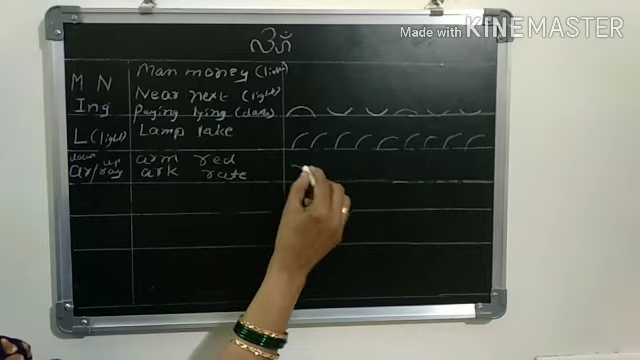 Made with KINEMASTER
M N
Ing
Man money (light)
Near next (light)
Paying lying (dark)
L (light)
Lamp lake
down up
ar/ray
arm red
ark rate